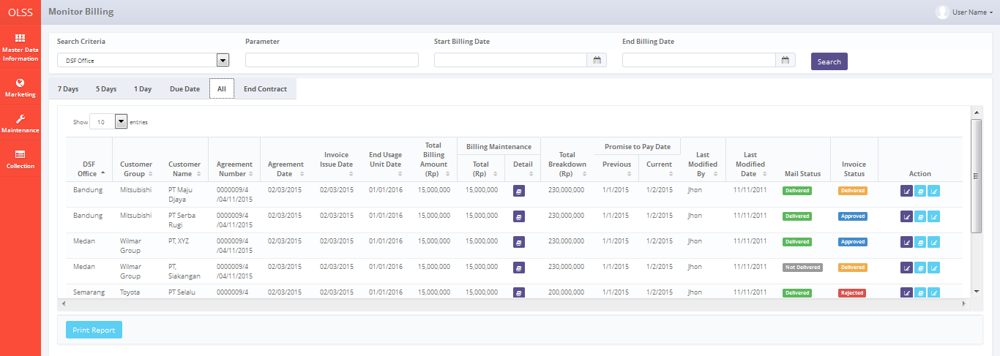 OLSS
Monitor Billing
User Name
Master Data
Information
Marketing
Maintenance
Collection
Search Criteria Parameter Start Billing Date End Billing Date
DSF Office
Search
7 Days 5 Days 1 Day Due Date All End Contract
Show 10 entries
DSF
Office
Customer
Group
Customer
Name
Agreement
Number
Agreement
Date
Invoice
Issue Date
End Usage
Unit Date
Total
Billing
Amount
(Rp)
Billing Maintenance
Total
(Rp)
Detail
Total
Breakdown
(Rp)
Promise to Pay Date
Previous
Current
Last
Modified
By
Last
Modified
Date
Mail Status
Invoice
Status
Action
Bandung Mitsubishi PT Maju 0000009/4 02/03/2015 02/03/2015 01/01/2016 15,000,000 15,000,000 230,000,000 1/1/2015 1/2/2015 Jhon 11/11/2011 Delivered Delivered
Djaya /04/11/2015
Bandung Mitsubishi PT Serba 0000009/4 02/03/2015 02/03/2015 01/01/2016 15,000,000 15,000,000 230,000,000 1/1/2015 1/2/2015 Jhon 11/11/2011 Delivered Approved
Rugi /04/11/2015
Medan Wilmar PT, XYZ 0000009/4 02/03/2015 02/03/2015 01/01/2016 15,000,000 15,000,000 230,000,000 1/1/2015 1/2/2015 Jhon 11/11/2011 Delivered Approved
Group /04/11/2015
Medan Wilmar PT, 0000009/4 02/03/2015 02/03/2015 01/01/2016 15,000,000 15,000,000 230,000,000 1/1/2015 1/2/2015 Jhon 11/11/2011 Not Delivered Delivered
Group Siakangan /04/11/2015
Semarang Toyota PT Selalu 0000009/4 02/03/2015 02/03/2015 01/01/2016 15,000,000 15,000,000 200,000,000 1/1/2015 1/2/2015 Jhon 11/11/2011 Delivered Rejected
Print Report